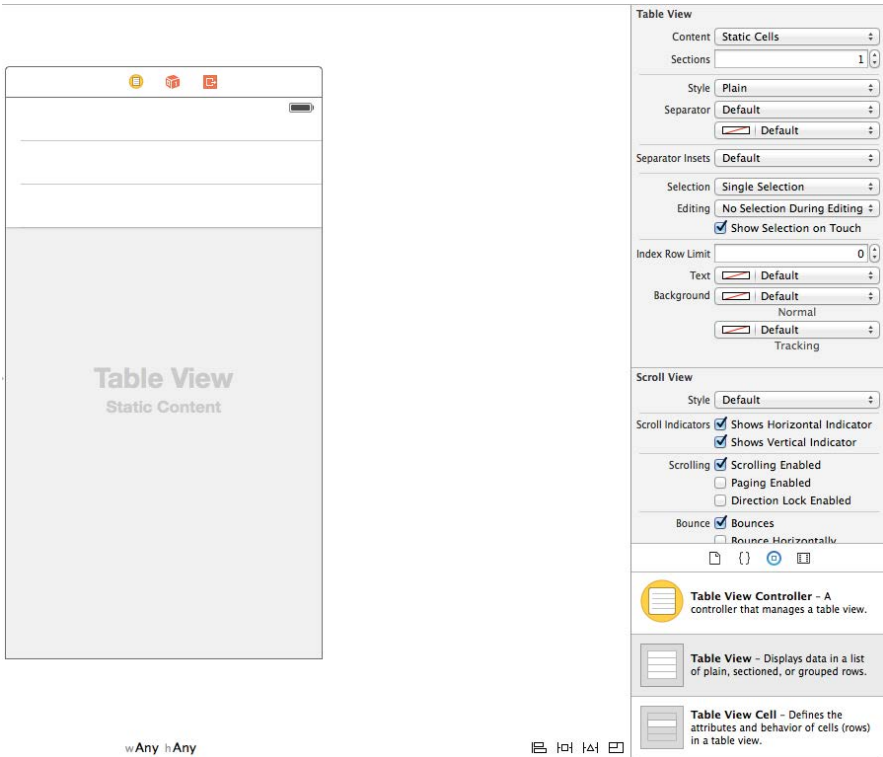 Table View
Static Content
wAny hAny
Table View
Content Static Cells
Sections 1
Style Plain
Separator Default
Default
Separator Insets Default
Selection Single Selection
Editing No Selection During Editing
Show Selection on Touch
Index Row Limit 0
Text Default
Background Default
Normal
Default
Tracking
Scroll View
Style Default
Scroll Indicators Shows Horizontal Indicator
Shows Vertical Indicator
Scrolling Scrolling Enabled
Paging Enabled
Direction Lock Enabled
Bounce Bounces
Bounce Horizontally
{}
Table View Controller – A
controller that manages a table view.
Table View – Displays data in a list
of plain, sectioned, or grouped rows.
Table View Cell – Defines the
attributes and behavior of cells (rows)
in a table view.